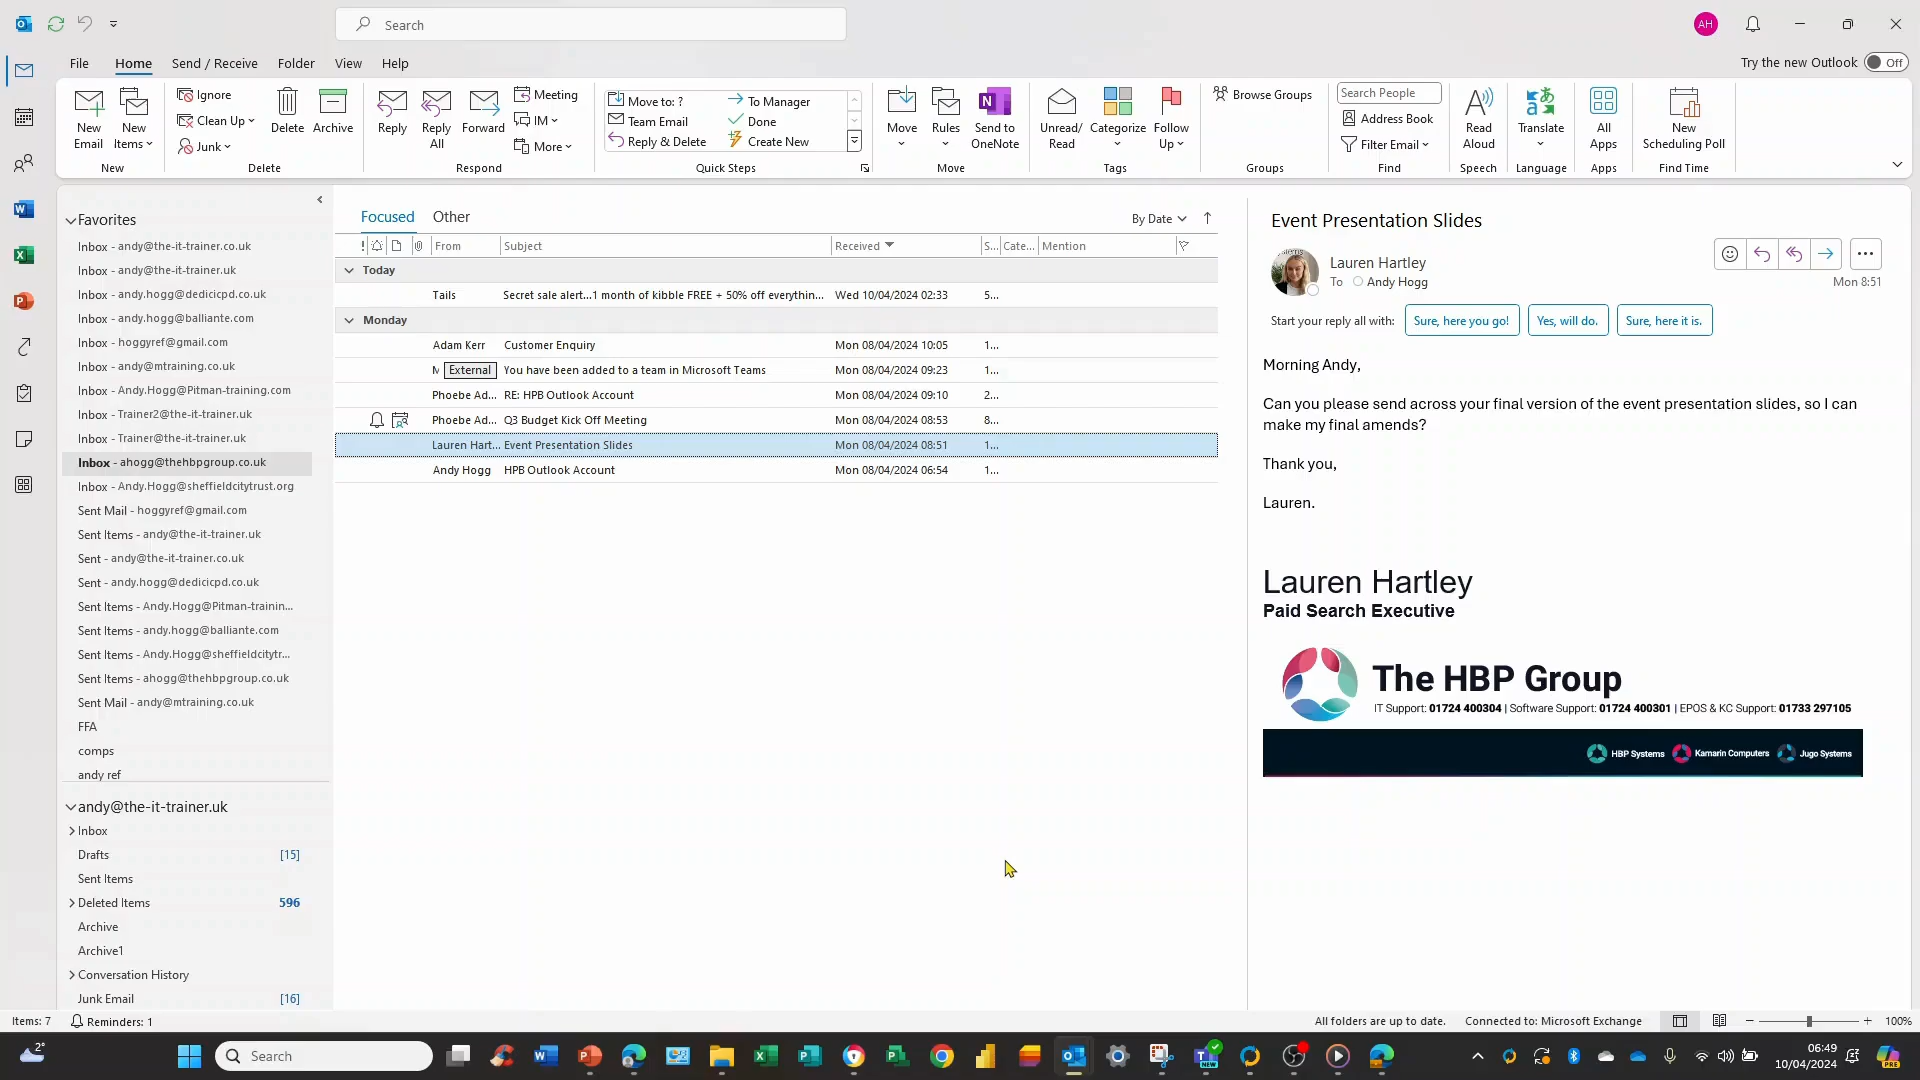 Search
AH
File Home Send / Receive Folder View Help
Try the new Outlook Off
New Email
New Items
New
Ignore
Clean Up
Junk
Delete
Archive
Delete
Reply
Reply All
Forward
Meeting
IM
More
Respond
Move to: ?
Team Email
Reply & Delete
To Manager
Done
Create New
Quick Steps
Move
Rules
Send to OneNote
Move
Unread/ Read
Categorize
Follow Up
Tags
Browse Groups
Groups
Search People
Address Book
Filter Email
Find
Read Aloud
Speech
Translate
Language
All Apps
Apps
New Scheduling Poll
Find Time
Favorites
Inbox - andy@the-it-trainer.co.uk
Inbox - andy@the-it-trainer.uk
Inbox - andy.hogg@dedicicpd.co.uk
Inbox - andy.hogg@balliante.com
Inbox - hoggyref@gmail.com
Inbox - andy@mtraining.co.uk
Inbox - Andy.Hogg@Pitman-training.com
Inbox - Trainer2@the-it-trainer.uk
Inbox - Trainer@the-it-trainer.uk
Inbox - ahogg@thehbpgroup.co.uk
Inbox - Andy.Hogg@sheffieldcitytrust.org
Sent Mail - hoggyref@gmail.com
Sent Items - andy@the-it-trainer.uk
Sent - andy@the-it-trainer.co.uk
Sent - andy.hogg@dedicicpd.co.uk
Sent Items - Andy.Hogg@Pitman-trainin...
Sent Items - andy.hogg@balliante.com
Sent Items - Andy.Hogg@sheffieldcitytr...
Sent Items - ahogg@thehbpgroup.co.uk
Sent Mail - andy@mtraining.co.uk
FFA
comps
andy ref
andy@the-it-trainer.uk
Inbox
Drafts [15]
Sent Items
Deleted Items 596
Archive
Archive1
Conversation History
Junk Email [16]
Focused Other By Date
From Subject Received S... Cate... Mention
Today
Tails Secret sale alert...1 month of kibble FREE + 50% off everythin... Wed 10/04/2024 02:33 5...
Monday
Adam Kerr Customer Enquiry Mon 08/04/2024 10:05 1...
External You have been added to a team in Microsoft Teams Mon 08/04/2024 09:23 1...
Phoebe Ad... RE: HPB Outlook Account Mon 08/04/2024 09:10 2...
Phoebe Ad... Q3 Budget Kick Off Meeting Mon 08/04/2024 08:53 8...
Lauren Hart... Event Presentation Slides Mon 08/04/2024 08:51 1...
Andy Hogg HPB Outlook Account Mon 08/04/2024 06:54 1...
Event Presentation Slides
Lauren Hartley
To Andy Hogg
Mon 8:51
Start your reply all with: Sure, here you go! Yes, will do. Sure, here it is.
Morning Andy,
Can you please send across your final version of the event presentation slides, so I can
make my final amends?
Thank you,
Lauren.
Lauren Hartley
Paid Search Executive
The HBP Group
IT Support: 01724 400304 | Software Support: 01724 400301 | EPOS & KC Support: 01733 297105
HBP Systems Kamarin Computers Jugo Systems
Items: 7 Reminders: 1
All folders are up to date. Connected to: Microsoft Exchange 100%
2°
Search
06:49
10/04/2024